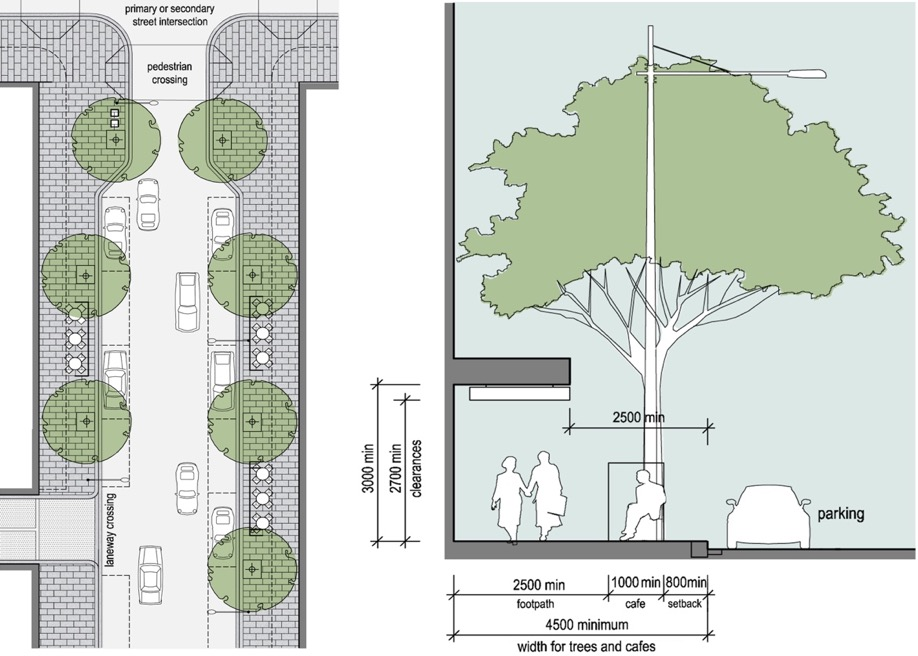 primary or secondary
street intersection
pedestrian
crossing
laneway crossing
3000 min
2700 min
clearances
2500 min
parking
2500 min
footpath
1000 min
cafe
800min
setback
4500 minimum
width for trees and cafes